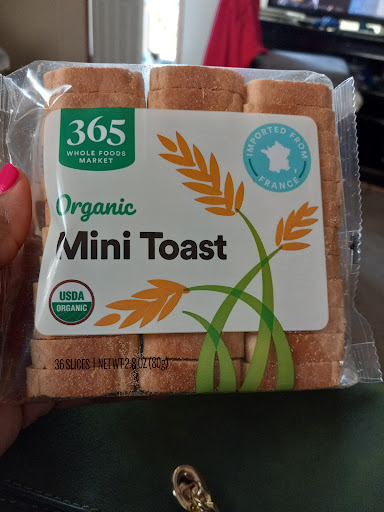 365
WHOLE FOODS
MARKET
IMPORTED FROM
FRANCE
Organic
Mini Toast
USDA
ORGANIC
36 SLICES | NET WT 2.8 OZ (80g)